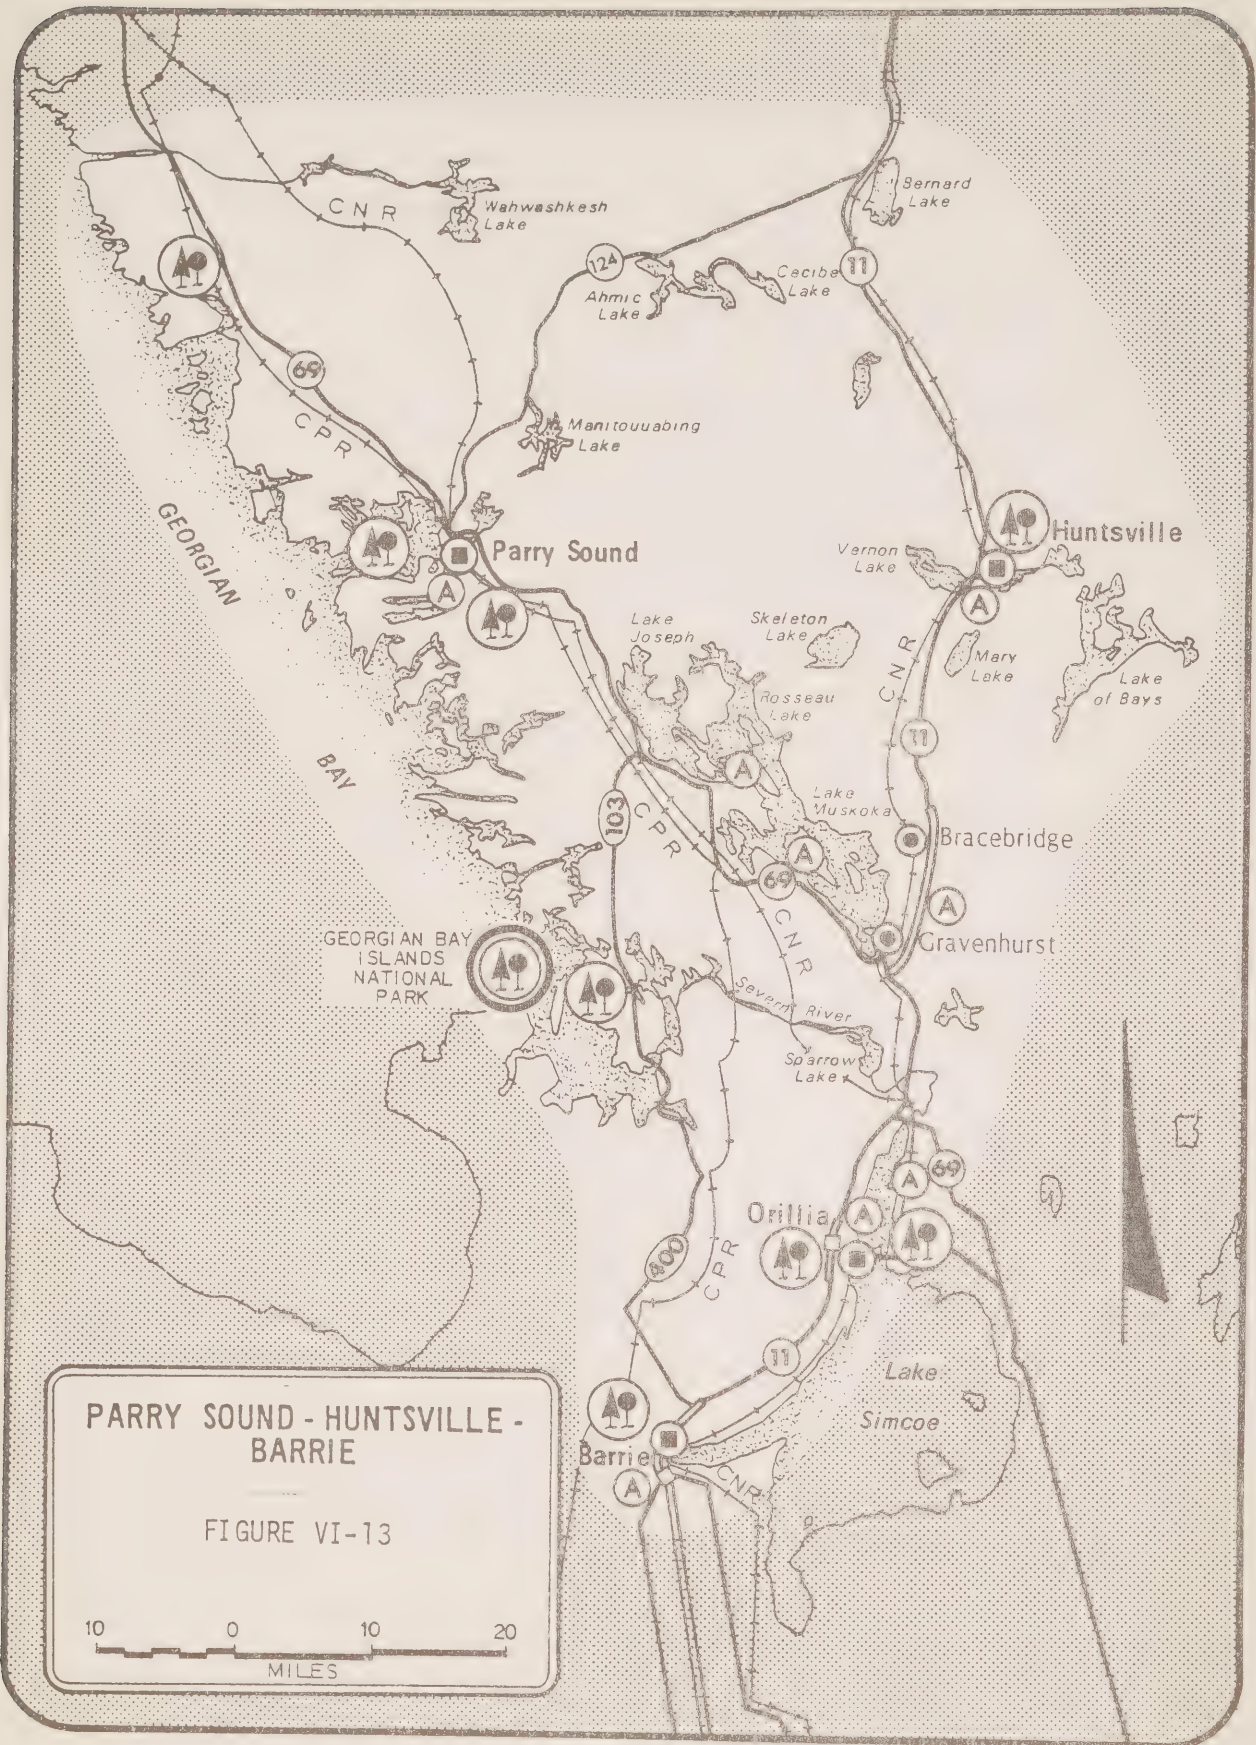 Bernard
Lake
Wahwashkesh
Lake
CNR
124
Cecibe
Lake
11
Ahmic
Lake
69
CPR
Manitouuabing
Lake
GEORGIAN
BAY
Parry Sound
A
Huntsville
Vernon
Lake
A
Lake
Joseph
Skeleton
Lake
CNR
Mary
Lake
Lake
of Bays
Rosseau
Lake
11
A
Lake
Muskoka
103
CPR
Bracebridge
A
69
A
CNR
Gravenhurst
GEORGIAN BAY
ISLANDS
NATIONAL
PARK
Severn River
Sparrow
Lake
A
69
Orillia
A
400
CPR
11
Lake
Simcoe
Barrie
A
CNR
PARRY SOUND - HUNTSVILLE -
BARRIE
FIGURE VI-13
10 0 10 20
MILES